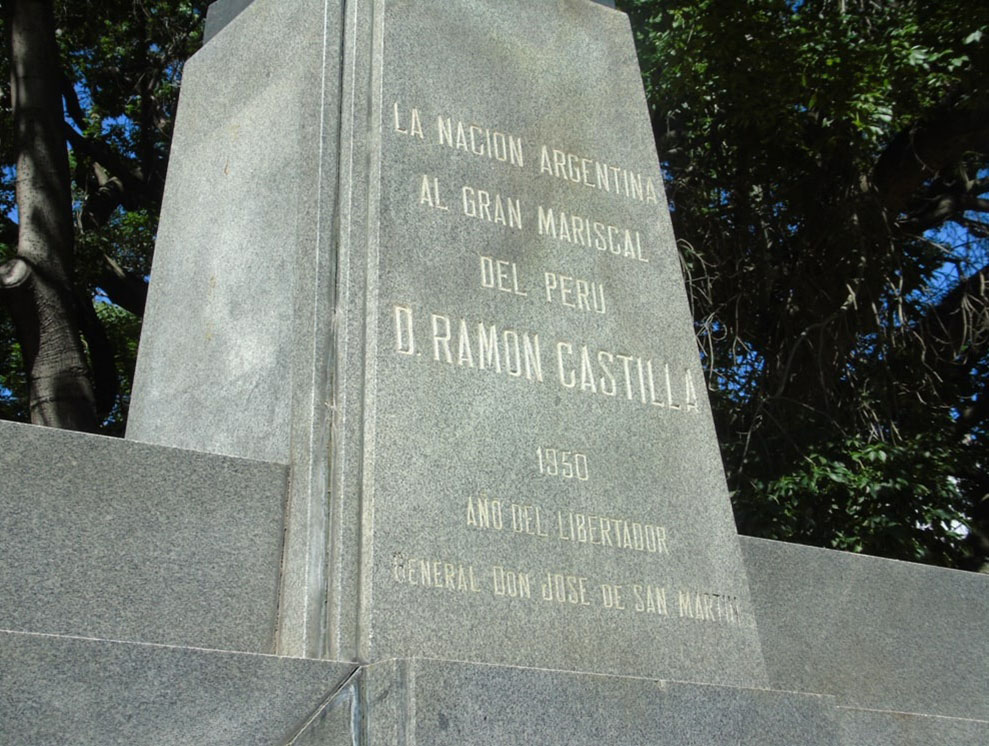 LA NACION ARGENTINA
AL GRAN MARISCAL
DEL PERU
D. RAMON CASTILLA
1950
AÑO DEL LIBERTADOR
GENERAL DON JOSE DE SAN MARTIN